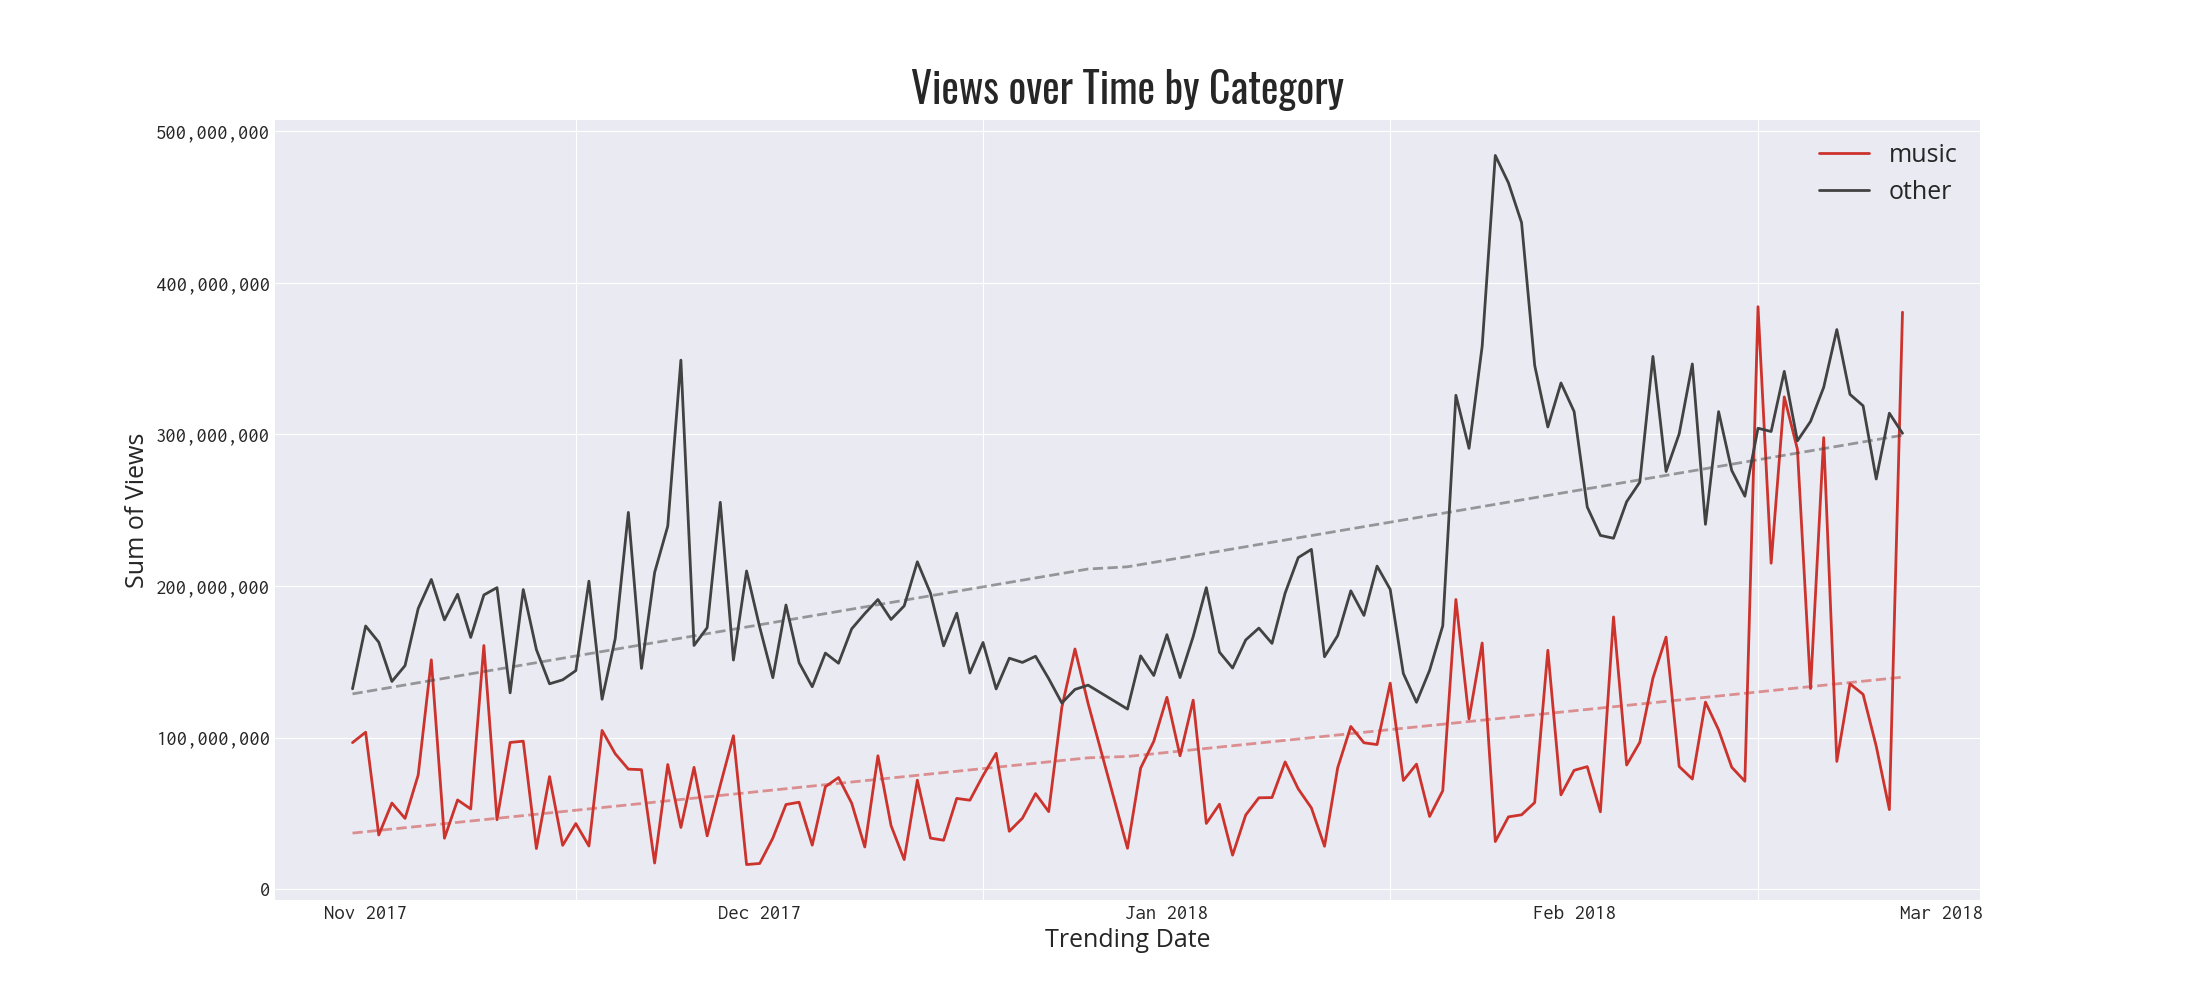 Views over Time by Category
500,000,000
400,000,000
300,000,000
200,000,000
100,000,000
0
Sum of Views
music
other
Nov 2017 Dec 2017 Jan 2018 Feb 2018 Mar 2018
Trending Date